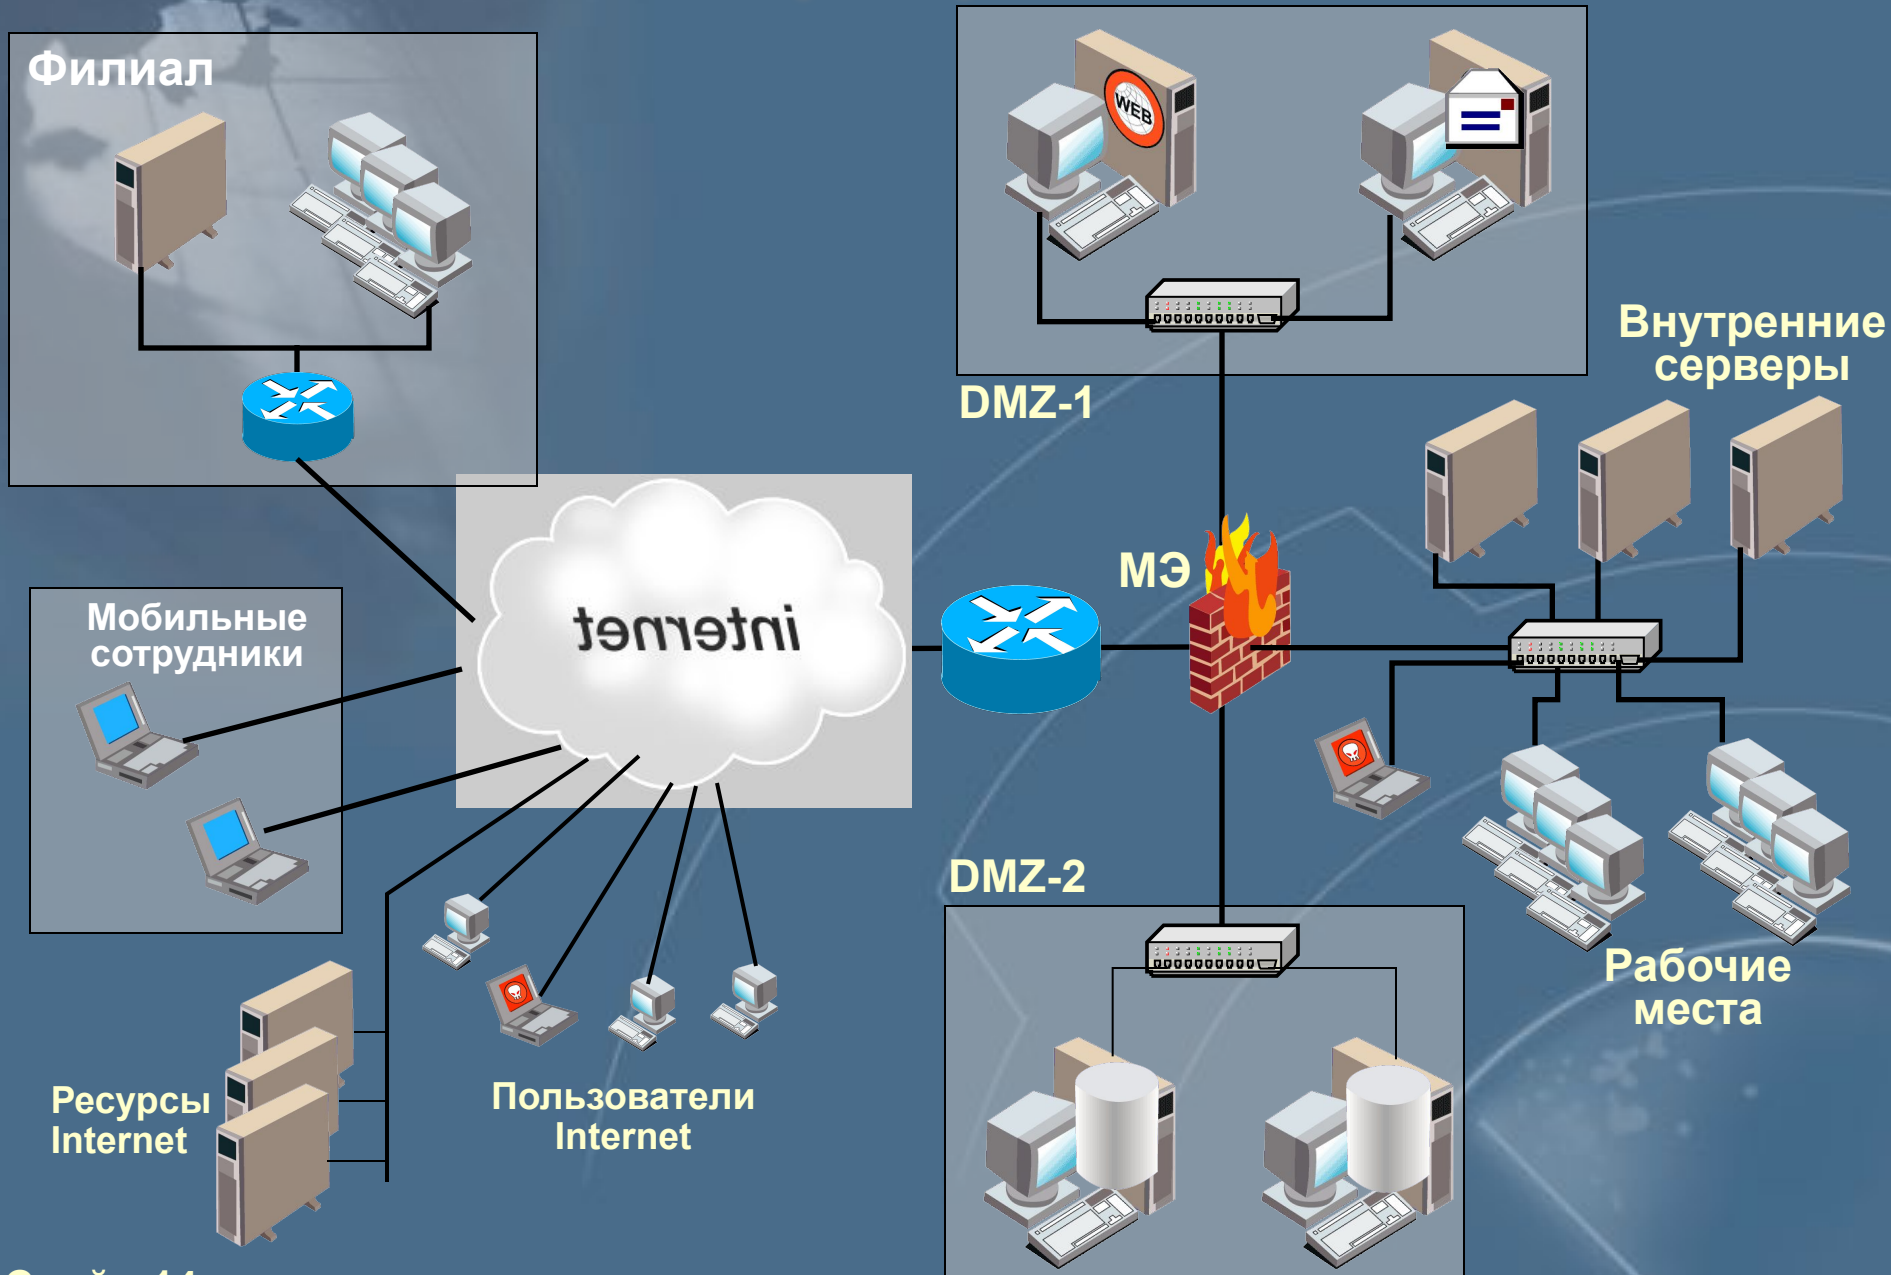 Филиал
WEB
Внутренние
серверы
DMZ-1
МЭ
internet
Мобильные
сотрудники
DMZ-2
Рабочие
места
Ресурсы
Internet
Пользователи
Internet